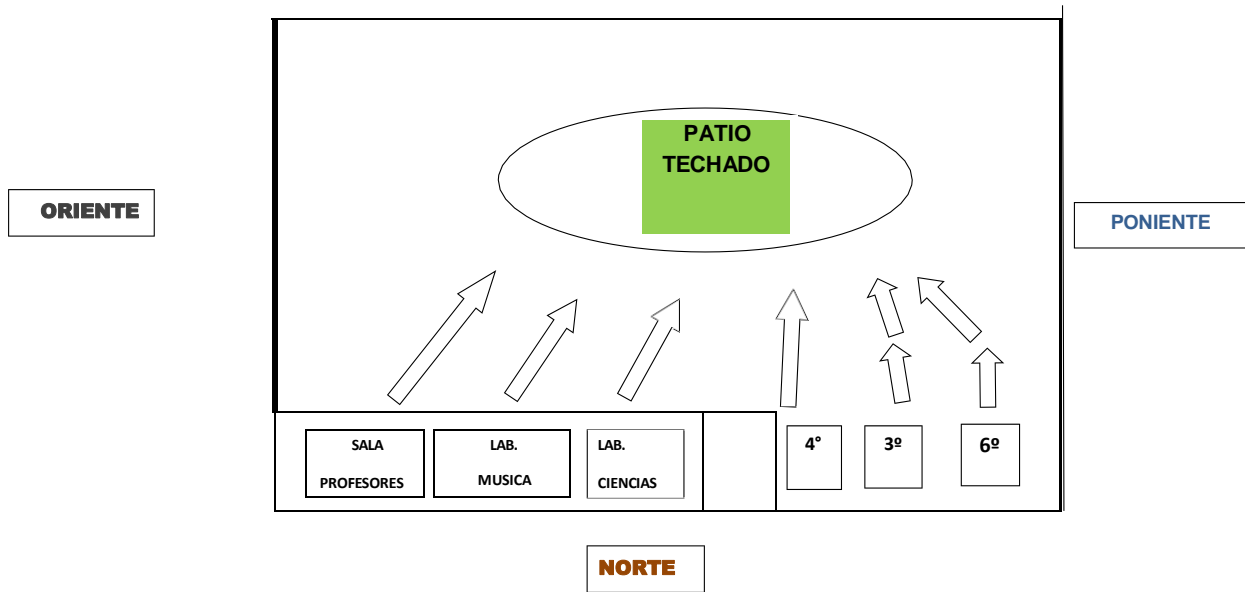 PATIO
TECHADO
ORIENTE
PONIENTE
SALA
PROFESORES
LAB.
MUSICA
LAB.
CIENCIAS
4°
3º
6º
NORTE